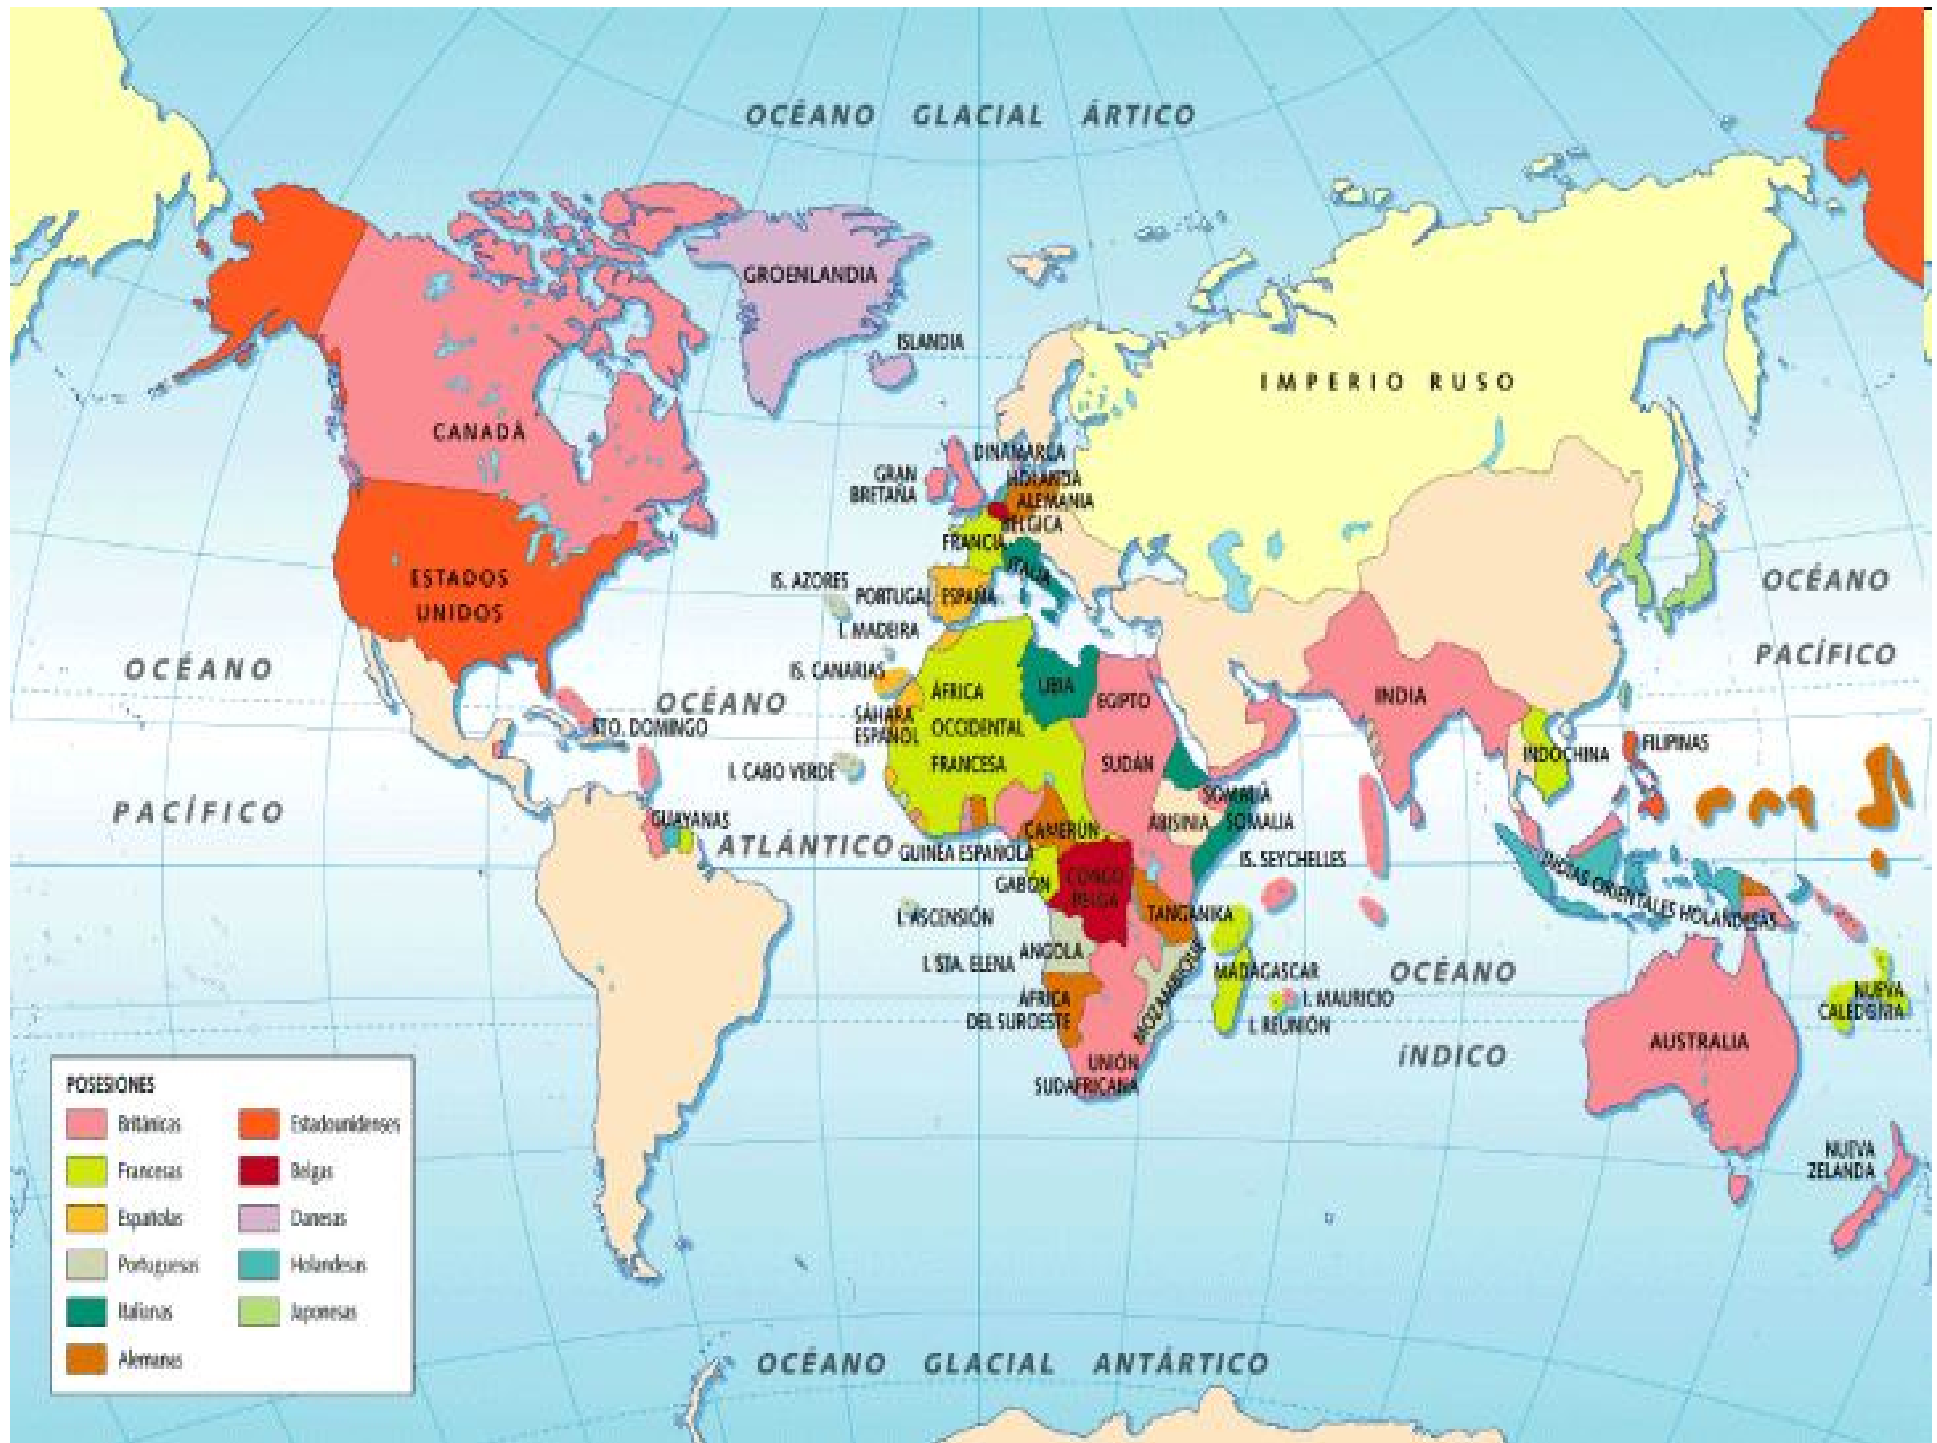 OCÉANO GLACIAL ÁRTICO
GROENLANDIA
ISLANDIA
IMPERIO RUSO
CANADÁ
DINAMARCA
GRAN
BRETAÑA
HOLANDA
ALEMANIA
BÉLGICA
FRANCIA
ITALIA
ESTADOS
UNIDOS
IS. AZORES
PORTUGAL
ESPAÑA
I. MADEIRA
OCÉANO
PACÍFICO
OCÉANO
PACÍFICO
OCÉANO
ATLÁNTICO
IS. CANARIAS
SÁHARA
ESPAÑOL
ÁFRICA
OCCIDENTAL
FRANCESA
LIBIA
EGIPTO
INDIA
STO. DOMINGO
I. CABO VERDE
SUDÁN
INDOCHINA
FILIPINAS
SOMALIA
ABISINIA
SOMALIA
GUAYANAS
CAMERÚN
GUINEA ESPAÑOLA
IS. SEYCHELLES
GABÓN
CONGO
BELGA
INDIAS ORIENTALES HOLANDESAS
I. ASCENSIÓN
TANGANIKA
ANGOLA
I. STA. ELENA
MOZAMBIQUE
MADAGASCAR
OCÉANO
ÍNDICO
ÁFRICA
DEL SUROESTE
I. MAURICIO
I. REUNIÓN
NUEVA
CALEDONIA
AUSTRALIA
UNIÓN
SUDAFRICANA
NUEVA
ZELANDA
POSESIONES
Británicas
Francesas
Españolas
Portuguesas
Italianas
Alemanas
Estadounidenses
Belgas
Danesas
Holandesas
Japonesas
OCÉANO GLACIAL ANTÁRTICO